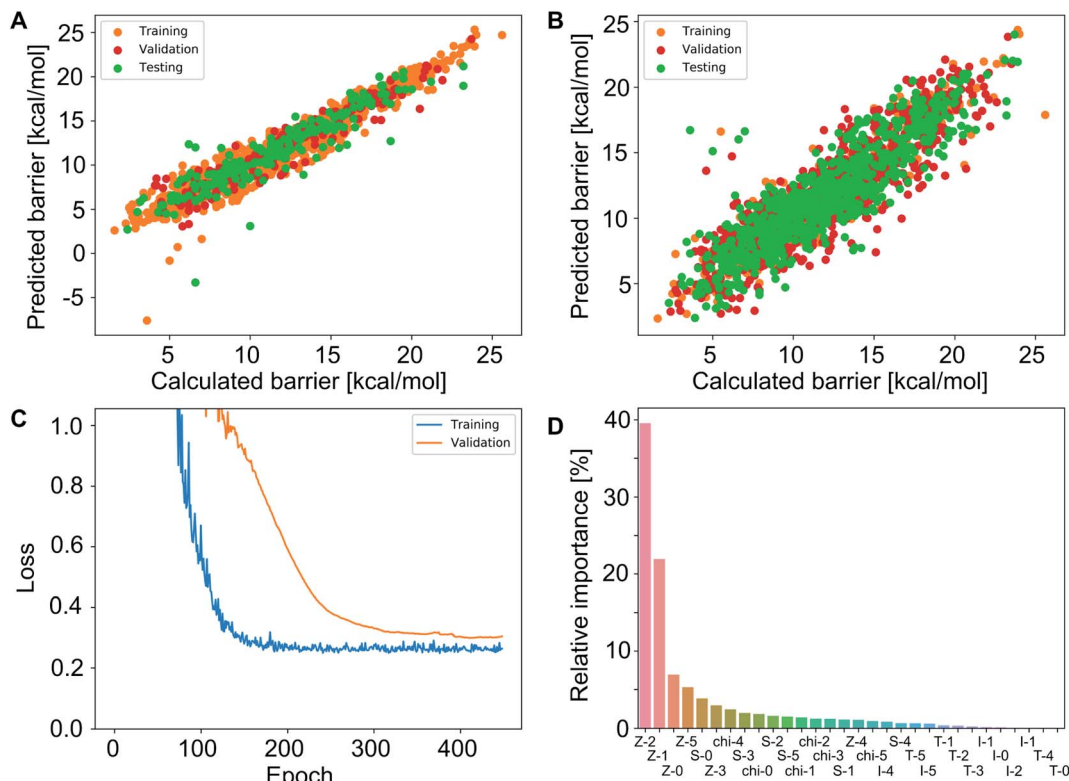 A
Training
Validation
Testing
25
20
15
10
5
0
-5
Predicted barrier [kcal/mol]
5 10 15 20 25
Calculated barrier [kcal/mol]
B
Training
Validation
Testing
25
20
15
10
5
Predicted barrier [kcal/mol]
5 10 15 20 25
Calculated barrier [kcal/mol]
C
Training
Validation
1.0
0.8
0.6
0.4
0.2
0.0
Loss
0 100 200 300 400
Epoch
D
40
30
20
10
0
Relative importance [%]
Z-2 Z-5 chi-4 S-2 chi-2 Z-4 S-4 T-1 I-1 I-1
Z-1 S-0 S-3 S-5 chi-3 chi-5 T-5 T-2 I-0 T-4
Z-0 Z-3 chi-0 chi-1 S-1 I-4 I-5 T-3 I-2 T-0